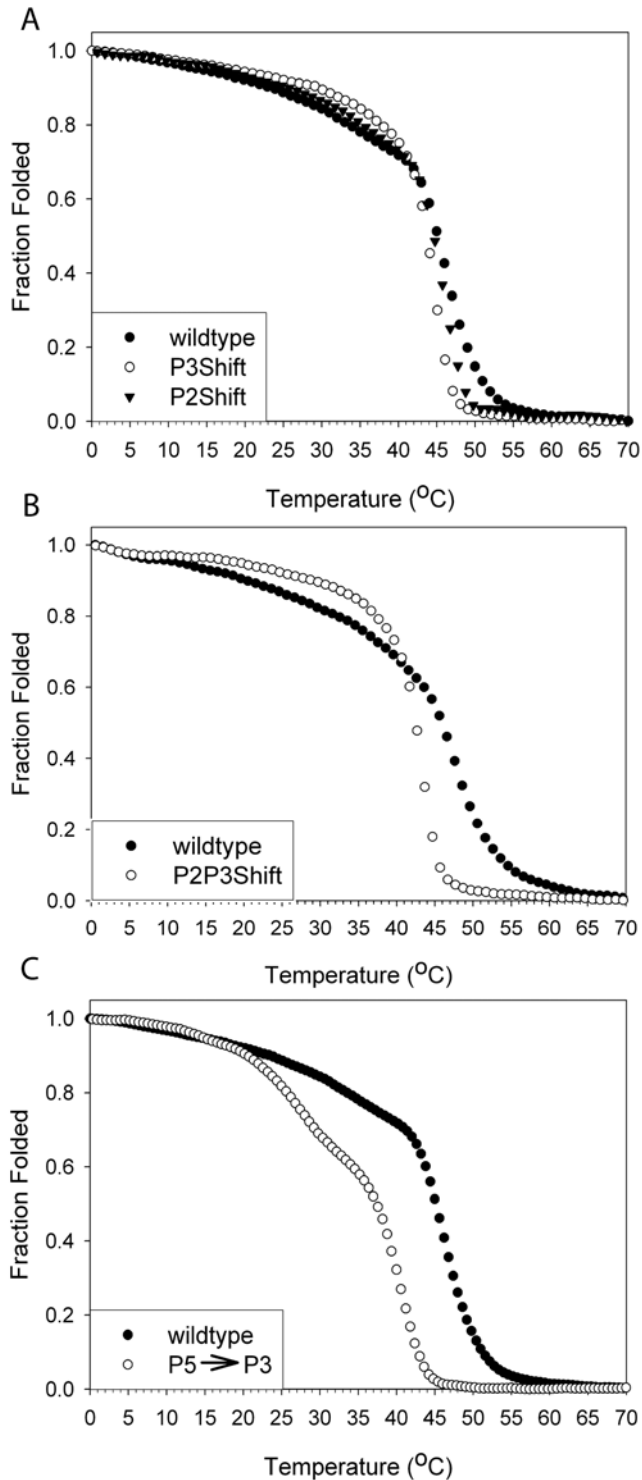 A
1.0
0.8
0.6
0.4
0.2
0.0
Fraction Folded
wildtype
P3Shift
P2Shift
0 5 10 15 20 25 30 35 40 45 50 55 60 65 70
Temperature (°C)
B
1.0
0.8
0.6
0.4
0.2
0.0
Fraction Folded
wildtype
P2P3Shift
0 5 10 15 20 25 30 35 40 45 50 55 60 65 70
Temperature (°C)
C
1.0
0.8
0.6
0.4
0.2
0.0
Fraction Folded
wildtype
P5 → P3
0 5 10 15 20 25 30 35 40 45 50 55 60 65 70
Temperature (°C)